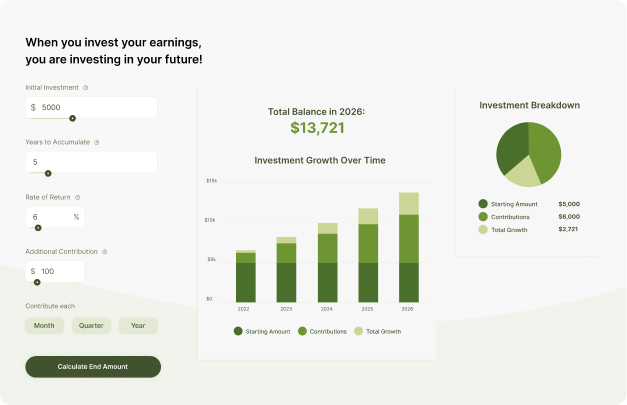 When you invest your earnings,
you are investing in your future!
Initial Investment
$ 5000
Years to Accumulate
5
Rate of Return
6 %
Additional Contribution
$ 100
Contribute each
Month Quarter Year
Calculate End Amount
Total Balance in 2026:
$13,721
Investment Growth Over Time
$15k
$10k
$5k
$0
2022 2023 2024 2025 2026
Starting Amount Contributions Total Growth
Investment Breakdown
Starting Amount $5,000
Contributions $6,000
Total Growth $2,721